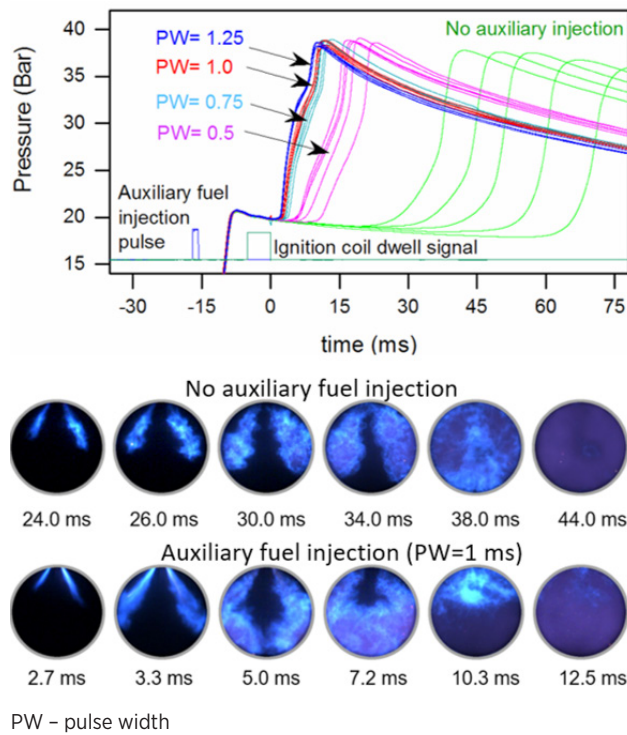 No auxiliary injection
PW= 1.25
PW= 1.0
PW= 0.75
PW= 0.5
40
35
30
25
20
15
Pressure (Bar)
Auxiliary fuel
injection
pulse
Ignition coil dwell signal
-30 -15 0 15 30 45 60 75
time (ms)
No auxiliary fuel injection
24.0 ms 26.0 ms 30.0 ms 34.0 ms 38.0 ms 44.0 ms
Auxiliary fuel injection (PW=1 ms)
2.7 ms 3.3 ms 5.0 ms 7.2 ms 10.3 ms 12.5 ms
PW – pulse width